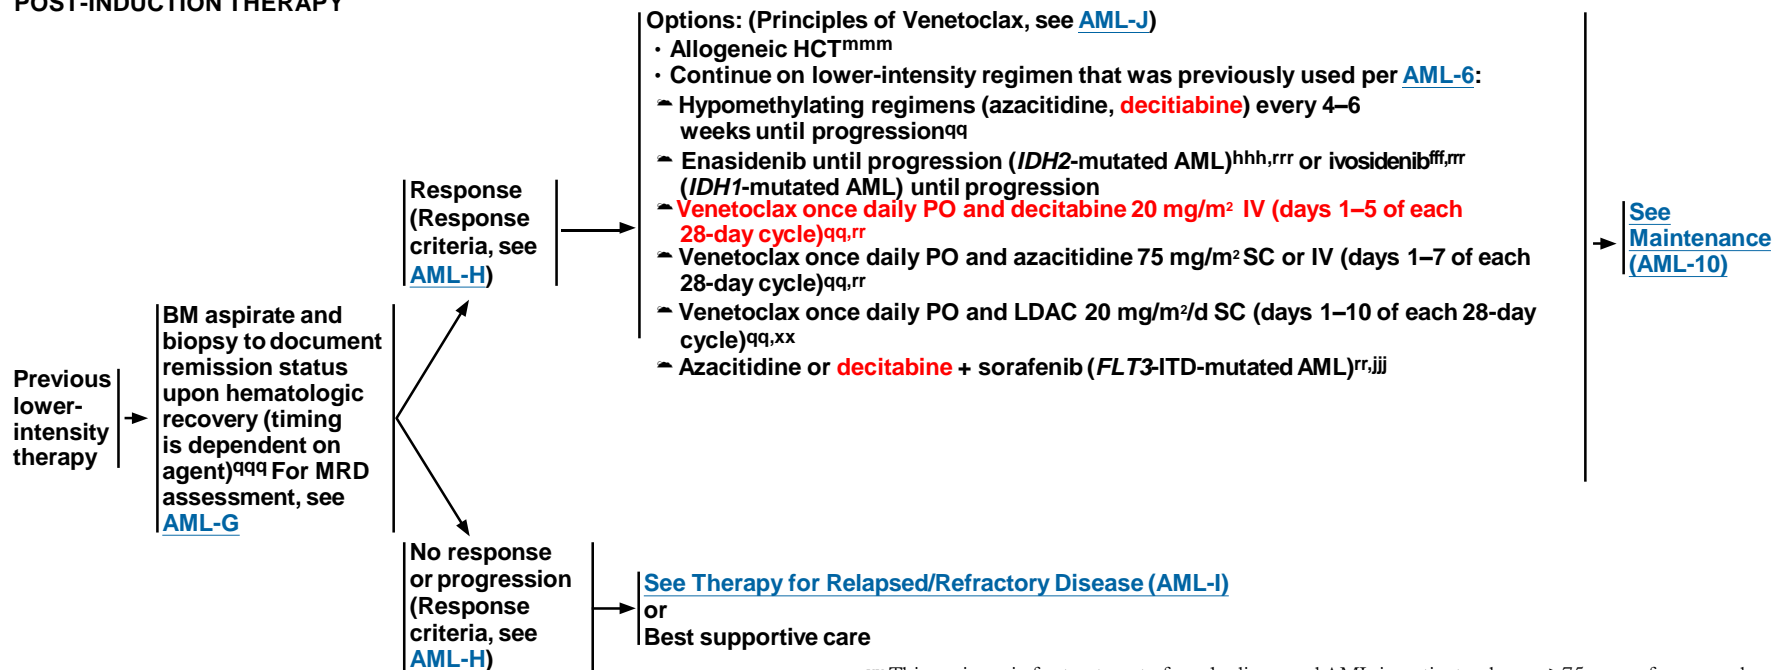 POST-INDUCTION THERAPY
Previous
lower-
intensity
therapy
BM aspirate and
biopsy to document
remission status
upon hematologic
recovery (timing
is dependent on
agent)qqq For MRD
assessment, see
AML-G
Response
(Response
criteria, see
AML-H)
Options: (Principles of Venetoclax, see AML-J)
· Allogeneic HCTmmm
· Continue on lower-intensity regimen that was previously used per AML-6:
Hypomethylating regimens (azacitidine, decitiabine) every 4–6
weeks until progressionqq
Enasidenib until progression (IDH2-mutated AML)hhh,rrr or ivosidenibfff,rrr
(IDH1-mutated AML) until progression
Venetoclax once daily PO and decitabine 20 mg/m² IV (days 1–5 of each
28-day cycle)qq,rr
Venetoclax once daily PO and azacitidine 75 mg/m² SC or IV (days 1–7 of each
28-day cycle)qq,rr
Venetoclax once daily PO and LDAC 20 mg/m²/d SC (days 1–10 of each 28-day
cycle)qq,xx
Azacitidine or decitabine + sorafenib (FLT3-ITD-mutated AML)rr,jjj
See
Maintenance
(AML-10)
No response
or progression
(Response
criteria, see
AML-H)
See Therapy for Relapsed/Refractory Disease (AML-I)
or
Best supportive care